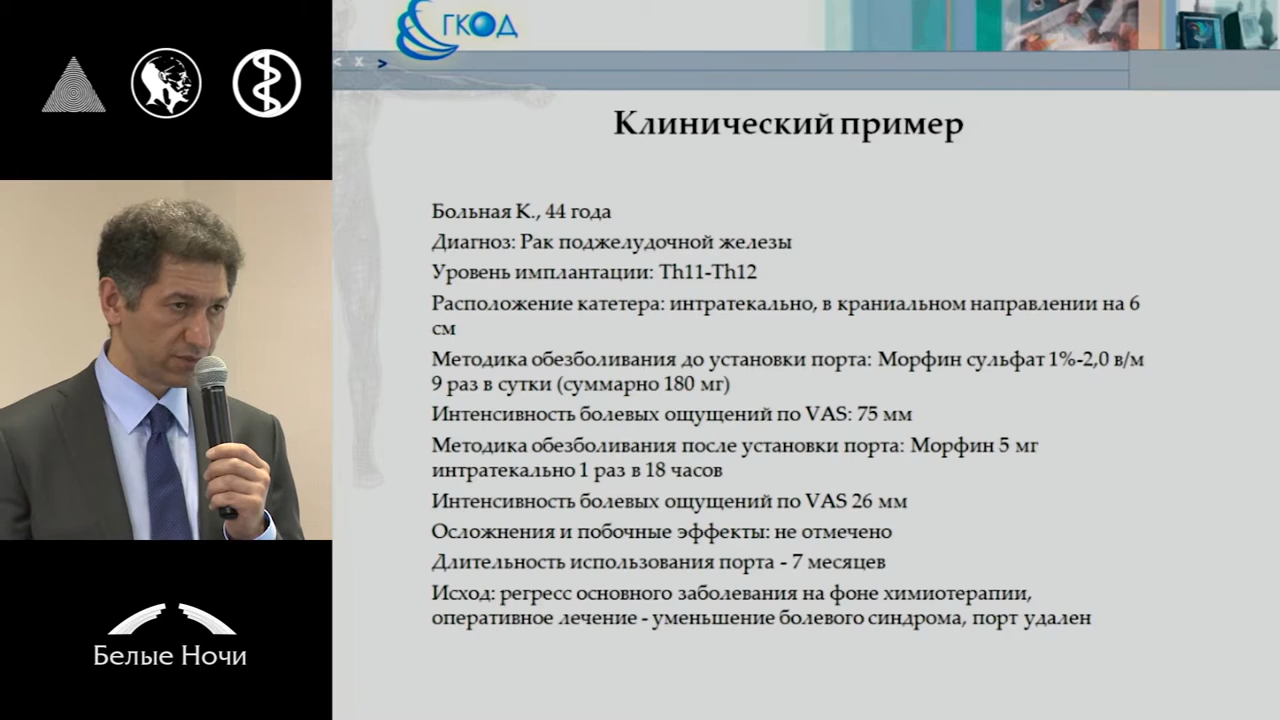 ГКОД
< x >
Клинический пример
Больная К., 44 года
Диагноз: Рак поджелудочной железы
Уровень имплантации: Th11-Th12
Расположение катетера: интратекально, в краниальном направлении на 6
см
Методика обезболивания до установки порта: Морфин сульфат 1%-2,0 в/м
9 раз в сутки (суммарно 180 мг)
Интенсивность болевых ощущений по VAS: 75 мм
Методика обезболивания после установки порта: Морфин 5 мг
интратекально 1 раз в 18 часов
Интенсивность болевых ощущений по VAS 26 мм
Осложнения и побочные эффекты: не отмечено
Длительность использования порта - 7 месяцев
Исход: регресс основного заболевания на фоне химиотерапии,
оперативное лечение - уменьшение болевого синдрома, порт удален
Белые Ночи